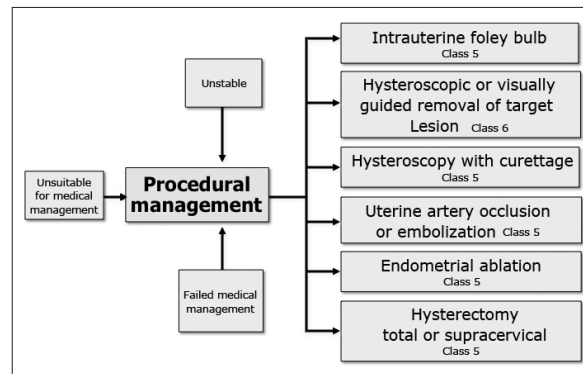 Unstable
Unsuitable
for medical
management
Procedural
management
Failed medical
management
Intrauterine foley bulb
Class 5
Hysteroscopic or visually
guided removal of target
Lesion Class 6
Hysteroscopy with curettage
Class 5
Uterine artery occlusion
or embolization Class 5
Endometrial ablation
Class 5
Hysterectomy
total or supracervical
Class 5